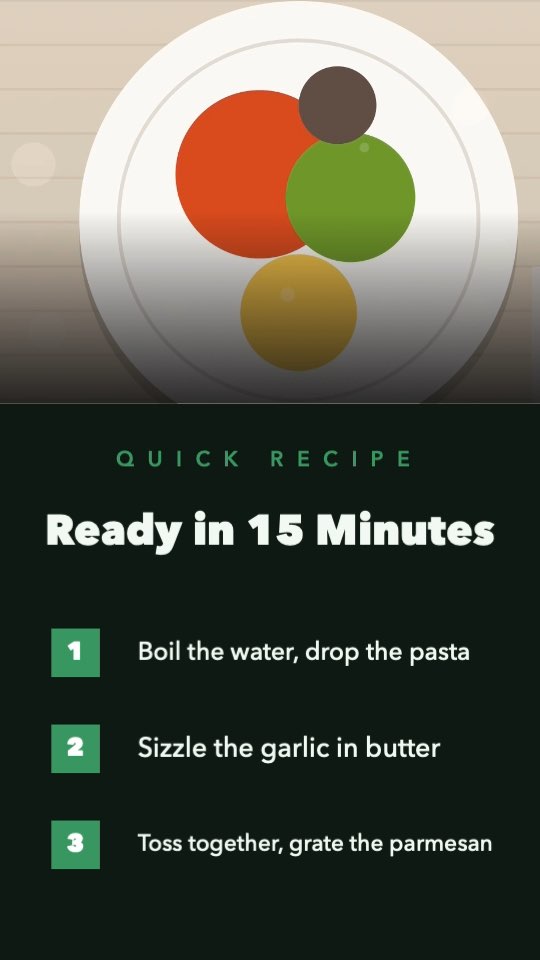 QUICK RECIPE
Ready in 15 Minutes
1 Boil the water, drop the pasta
2 Sizzle the garlic in butter
3 Toss together, grate the parmesan